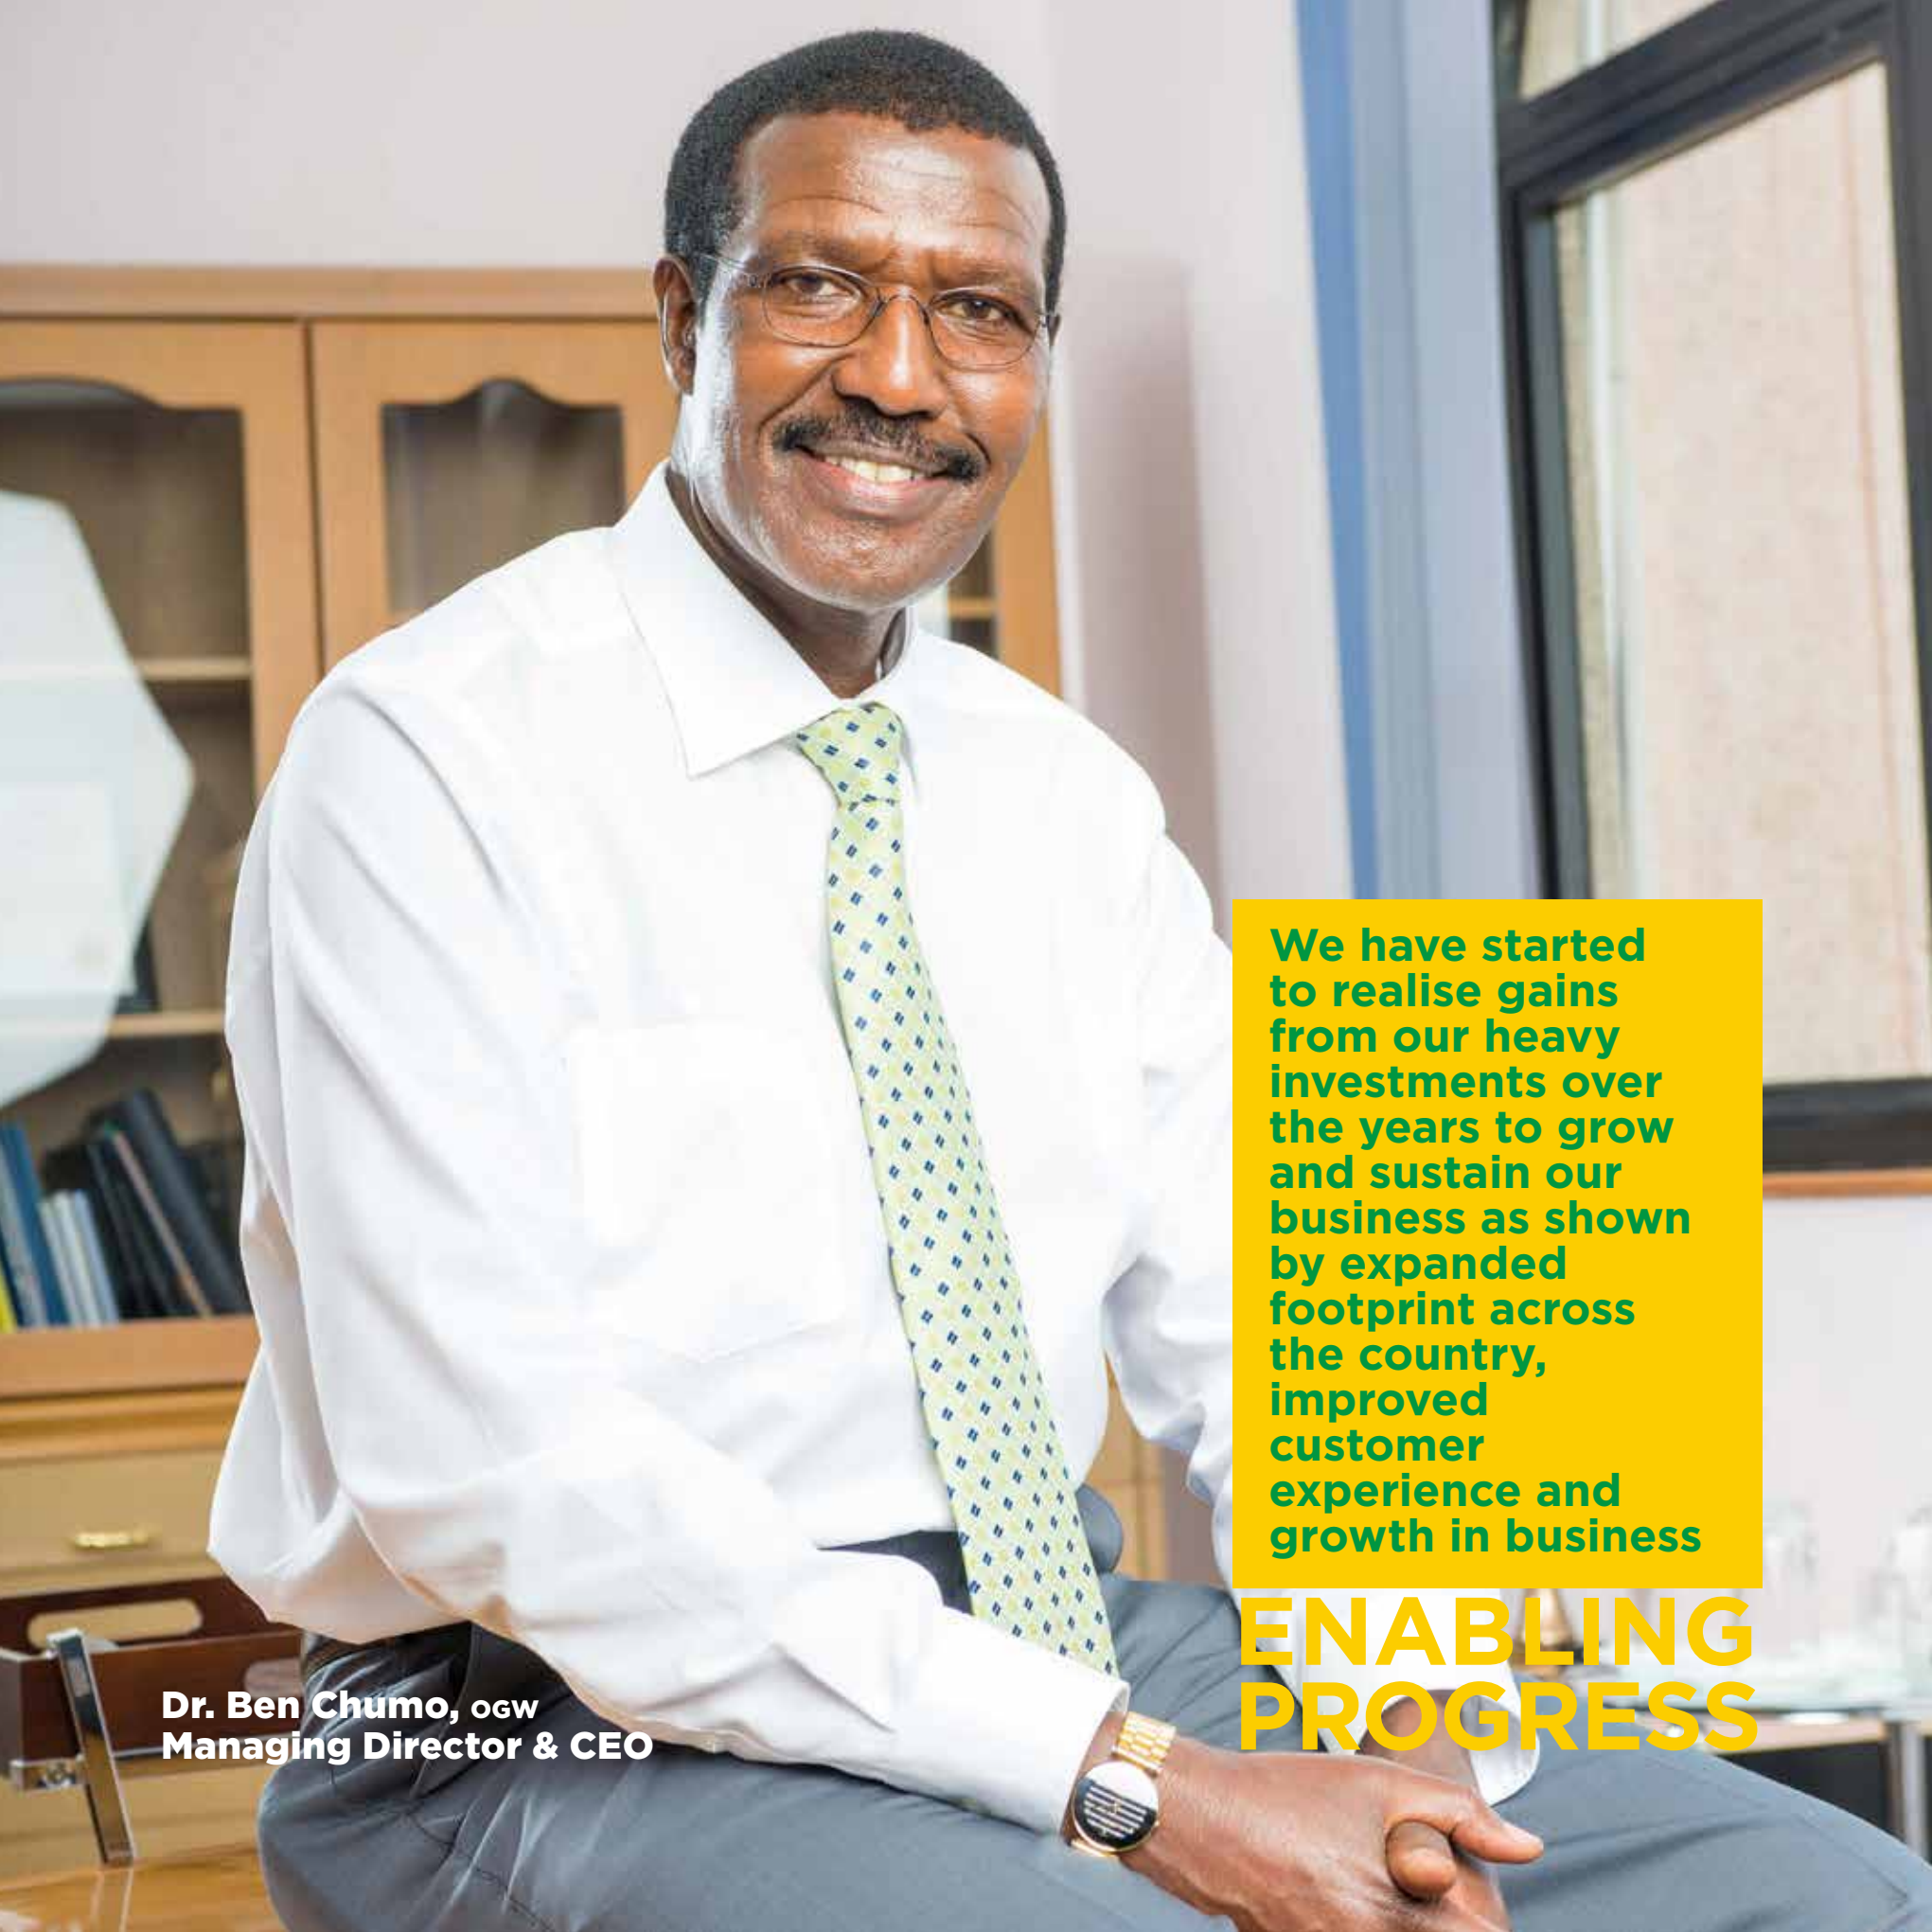 We have started
to realise gains
from our heavy
investments over
the years to grow
and sustain our
business as shown
by expanded
footprint across
the country,
improved
customer
experience and
growth in business
ENABLING
PROGRESS
Dr. Ben Chumo, OGW
Managing Director & CEO